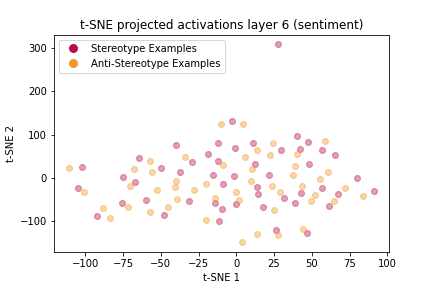 t-SNE projected activations layer 6 (sentiment)
Stereotype Examples
Anti-Stereotype Examples
300
200
100
0
−100
t-SNE 2
−100
−75
−50
−25
0
25
50
75
100
t-SNE 1